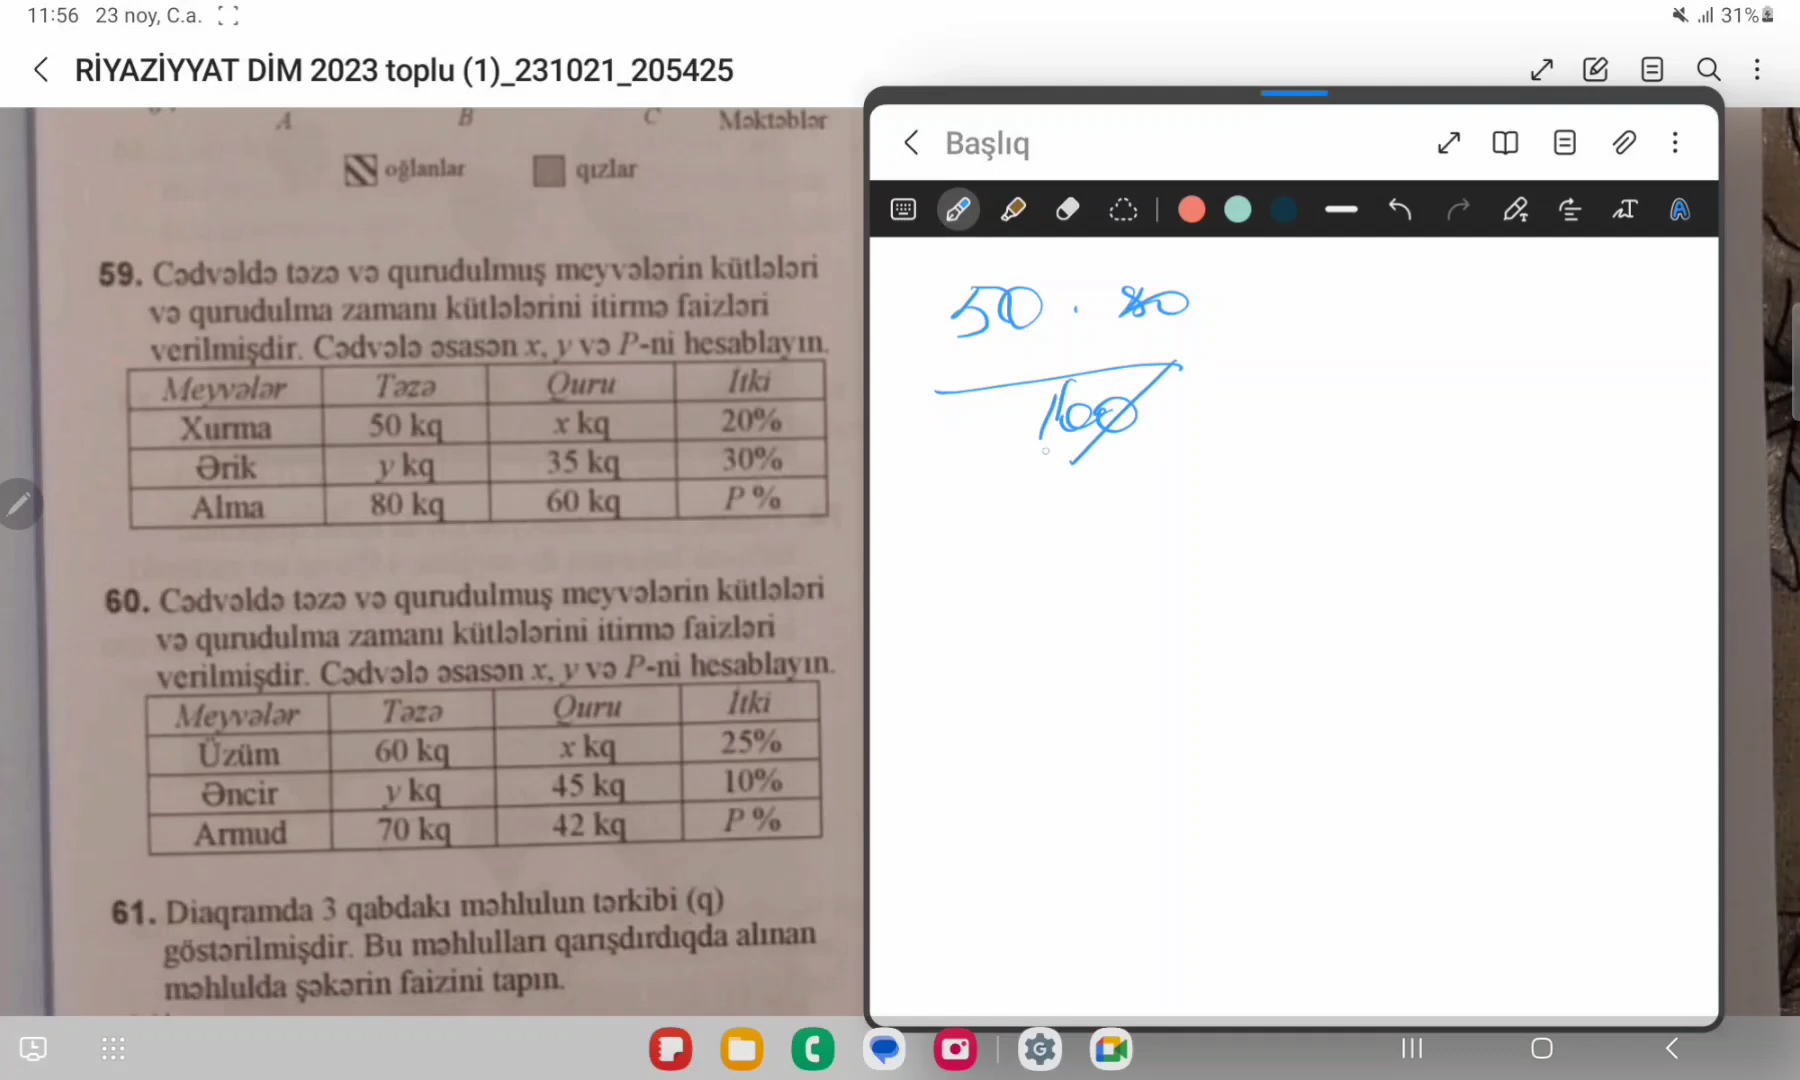 11:56 23 noy, C.a. 31%
RİYAZİYYAT DİM 2023 toplu (1)_231021_205425
A B C Məktəblər
oğlanlar qızlar
59. Cədvəldə təzə və qurudulmuş meyvələrin kütlələri
və qurudulma zamanı kütlələrini itirmə faizləri
verilmişdir. Cədvələ əsasən x, y və P-ni hesablayın.
Meyvələr Təzə Quru İtki
Xurma 50 kq x kq 20%
Ərik y kq 35 kq 30%
Alma 80 kq 60 kq P %
60. Cədvəldə təzə və qurudulmuş meyvələrin kütlələri
və qurudulma zamanı kütlələrini itirmə faizləri
verilmişdir. Cədvələ əsasən x, y və P-ni hesablayın.
Meyvələr Təzə Quru İtki
Üzüm 60 kq x kq 25%
Əncir y kq 45 kq 10%
Armud 70 kq 42 kq P %
61. Diaqramda 3 qabdakı məhlulun tərkibi (q)
göstərilmişdir. Bu məhlulları qarışdırdıqda alınan
məhlulda şəkərin faizini tapın.
Başlıq
50 · 80
100